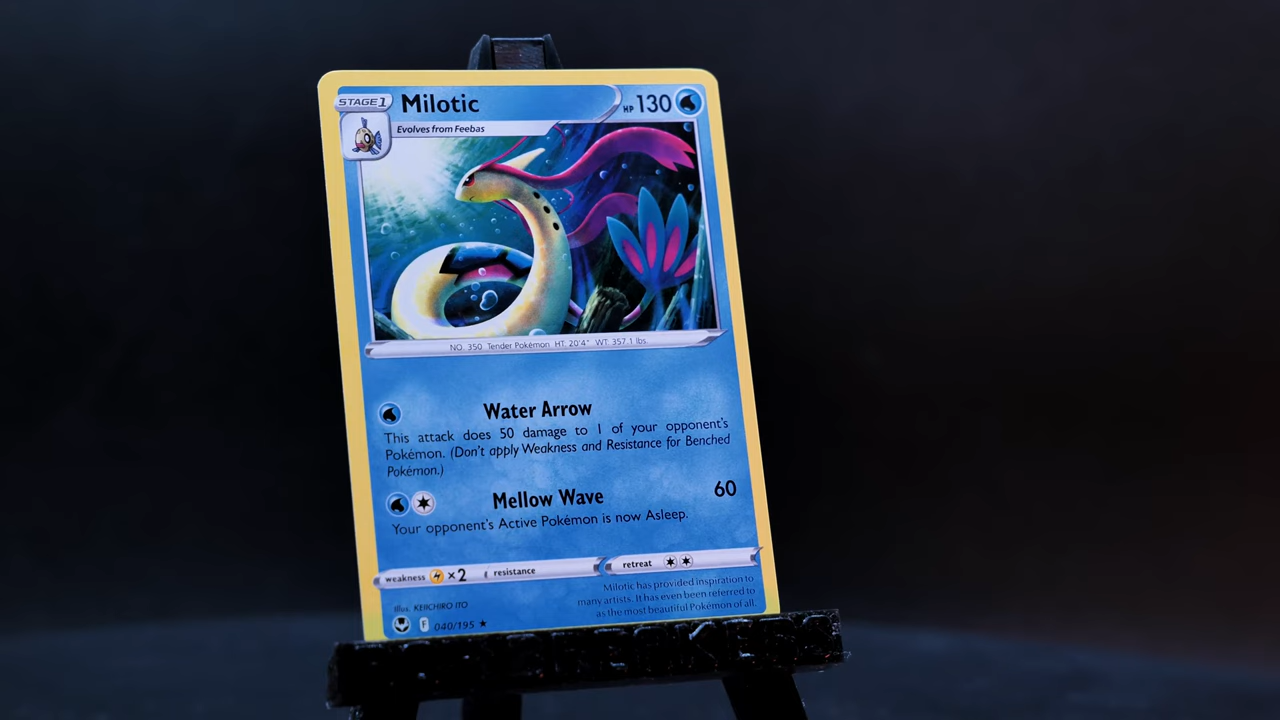 STAGE1
Milotic
HP 130
Evolves from Feebas
NO. 350 Tender Pokémon HT: 20'4" WT: 357.1 lbs.
Water Arrow
This attack does 50 damage to 1 of your opponent's
Pokémon. (Don't apply Weakness and Resistance for Benched
Pokémon.)
Mellow Wave 60
Your opponent's Active Pokémon is now Asleep.
weakness ×2 resistance retreat
Milotic has provided inspiration to
many artists. It has even been referred to
as the most beautiful Pokémon of all.
Illus. KEIICHIRO ITO
F 040/195 ★